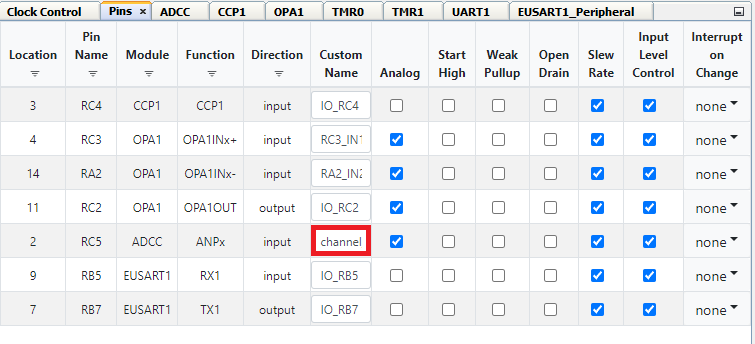 Clock Control Pins × ADCC CCP1 OPA1 TMR0 TMR1 UART1 EUSART1_Peripheral
Location Pin Name Module Function Direction Custom Name Analog Start High Weak Pullup Open Drain Slew Rate Input Level Control Interrupt on Change
3 RC4 CCP1 CCP1 input IO_RC4 none
4 RC3 OPA1 OPA1INx+ input RC3_IN1 none
14 RA2 OPA1 OPA1INx- input RA2_IN2 none
11 RC2 OPA1 OPA1OUT output IO_RC2 none
2 RC5 ADCC ANPx input channel none
9 RB5 EUSART1 RX1 input IO_RB5 none
7 RB7 EUSART1 TX1 output IO_RB7 none